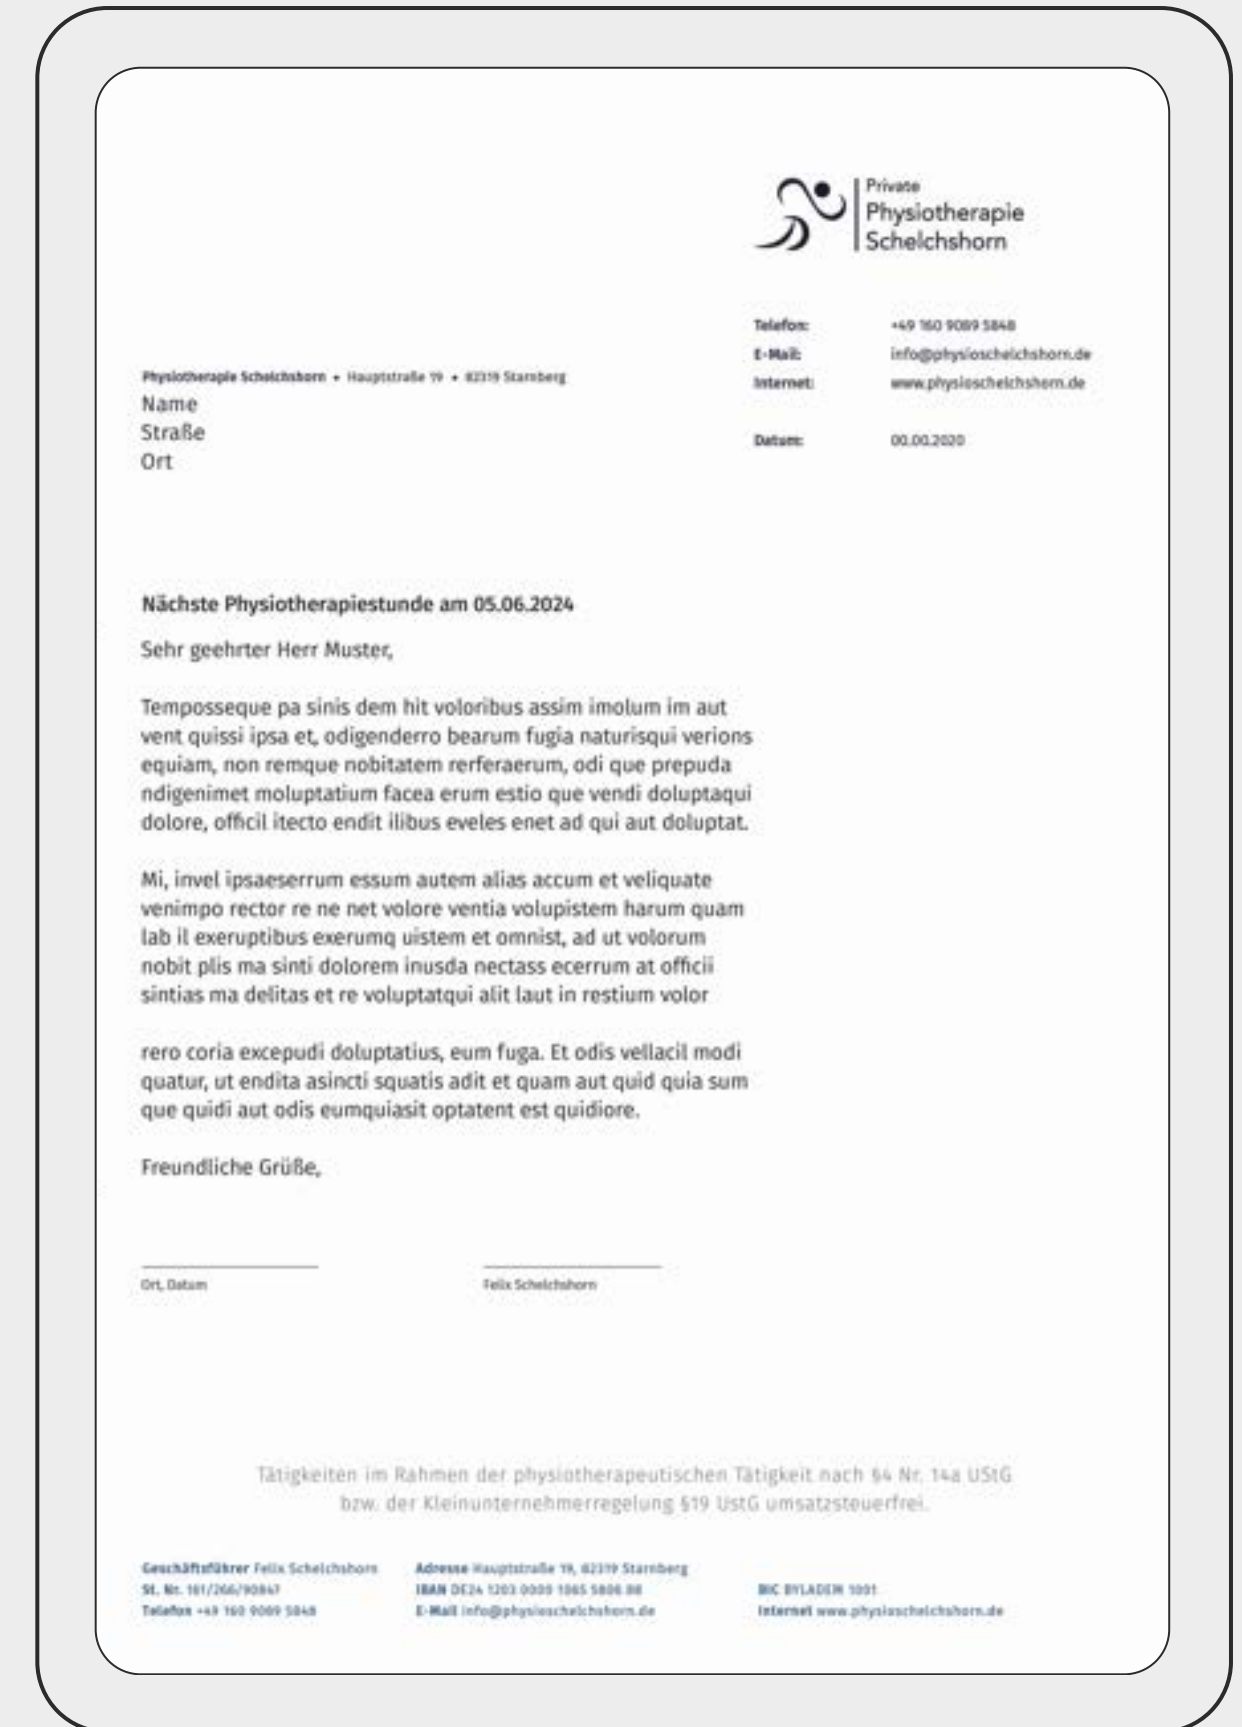 Private
Physiotherapie
Schelchshorn
Telefon: +49 160 9089 5848
E-Mail: info@physioschelchshorn.de
Internet: www.physioschelchshorn.de
Datum: 00.00.2020
Physiotherapie Schelchshorn • Hauptstraße 19 • 82319 Starnberg
Name
Straße
Ort
Nächste Physiotherapiestunde am 05.06.2024
Sehr geehrter Herr Muster,
Temposseque pa sinis dem hit voloribus assim imolum im aut
vent quissi ipsa et, odigenderro bearum fugia naturisqui verions
equiam, non remque nobitatem rerferaerum, odi que prepuda
ndigenimet moluptatium facea erum estio que vendi doluptaqui
dolore, officil itecto endit ilibus eveles enet ad qui aut doluptat.
Mi, invel ipsaeserrum essum autem alias accum et veliquate
venimpo rector re ne net volore ventia volupistem harum quam
lab il exeruptibus exerumq uistem et omnist, ad ut volorum
nobit plis ma sinti dolorem inusda nectass ecerrum at officii
sintias ma delitas et re voluptatqui alit laut in restium volor
rero coria excepudi doluptatius, eum fuga. Et odis vellacil modi
quatur, ut endita asincti squatis adit et quam aut quid quia sum
que quidi aut odis eumquiasit optatent est quidiore.
Freundliche Grüße,
Ort, Datum Felix Schelchshorn
Tätigkeiten im Rahmen der physiotherapeutischen Tätigkeit nach §4 Nr. 14a UStG
bzw. der Kleinunternehmerregelung §19 UstG umsatzsteuerfrei.
Geschäftsführer Felix Schelchshorn Adresse Hauptstraße 19, 82319 Starnberg
St. Nr. IBAN BIC BYLADEM 1001
Telefon +49 160 9089 5848 E-Mail info@physioschelchshorn.de Internet www.physioschelchshorn.de